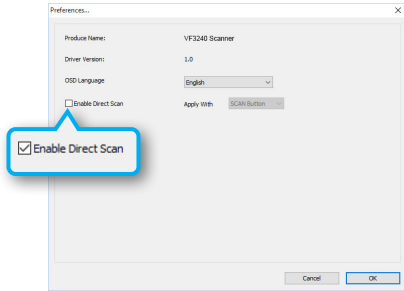 Preferences...
Produce Name: VF3240 Scanner
Driver Version: 1.0
OSD Language English
Enable Direct Scan Apply With SCAN Button
Enable Direct Scan
Cancel OK